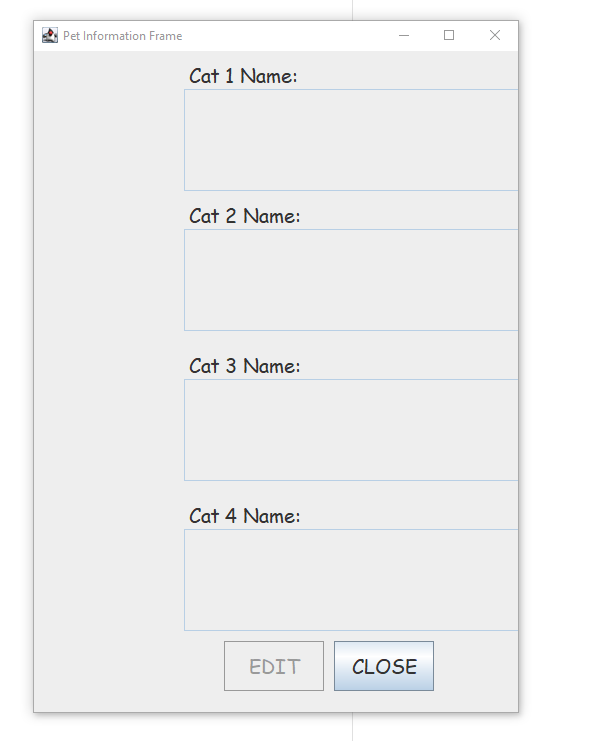 Pet Information Frame
Cat 1 Name:
Cat 2 Name:
Cat 3 Name:
Cat 4 Name:
EDIT CLOSE